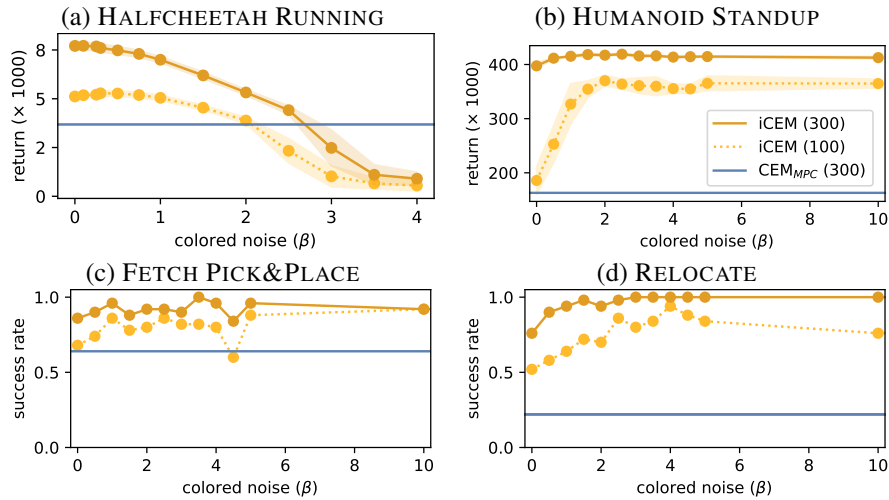 (a) HALFCHEETAH RUNNING
return (× 1000)
8
5
2
0
0
1
2
3
4
colored noise (β)
(b) HUMANOID STANDUP
return (× 1000)
400
300
200
iCEM (300)
iCEM (100)
CEM_MPC (300)
0
2
4
6
8
10
colored noise (β)
(c) FETCH PICK&PLACE
success rate
1.0
0.5
0.0
0
2
4
6
8
10
colored noise (β)
(d) RELOCATE
success rate
1.0
0.5
0.0
0
2
4
6
8
10
colored noise (β)